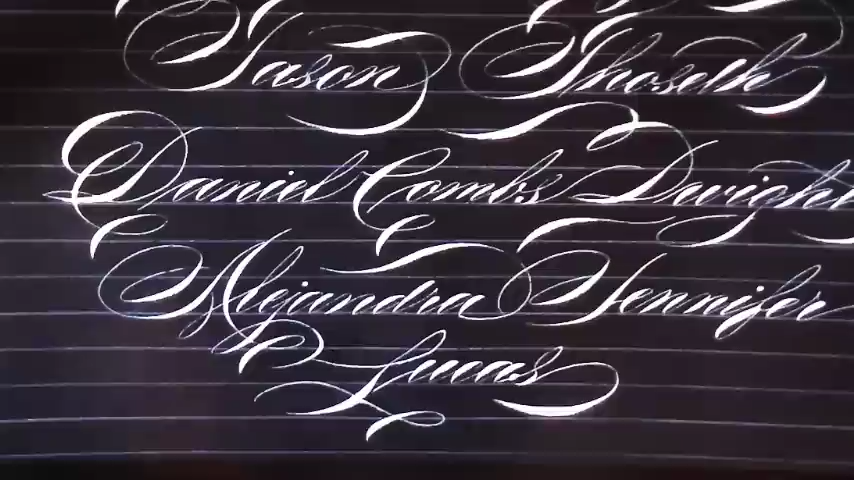 Jason Thoseth
Daniel Combs Dwight
Alejandra Jennifer
Lucas